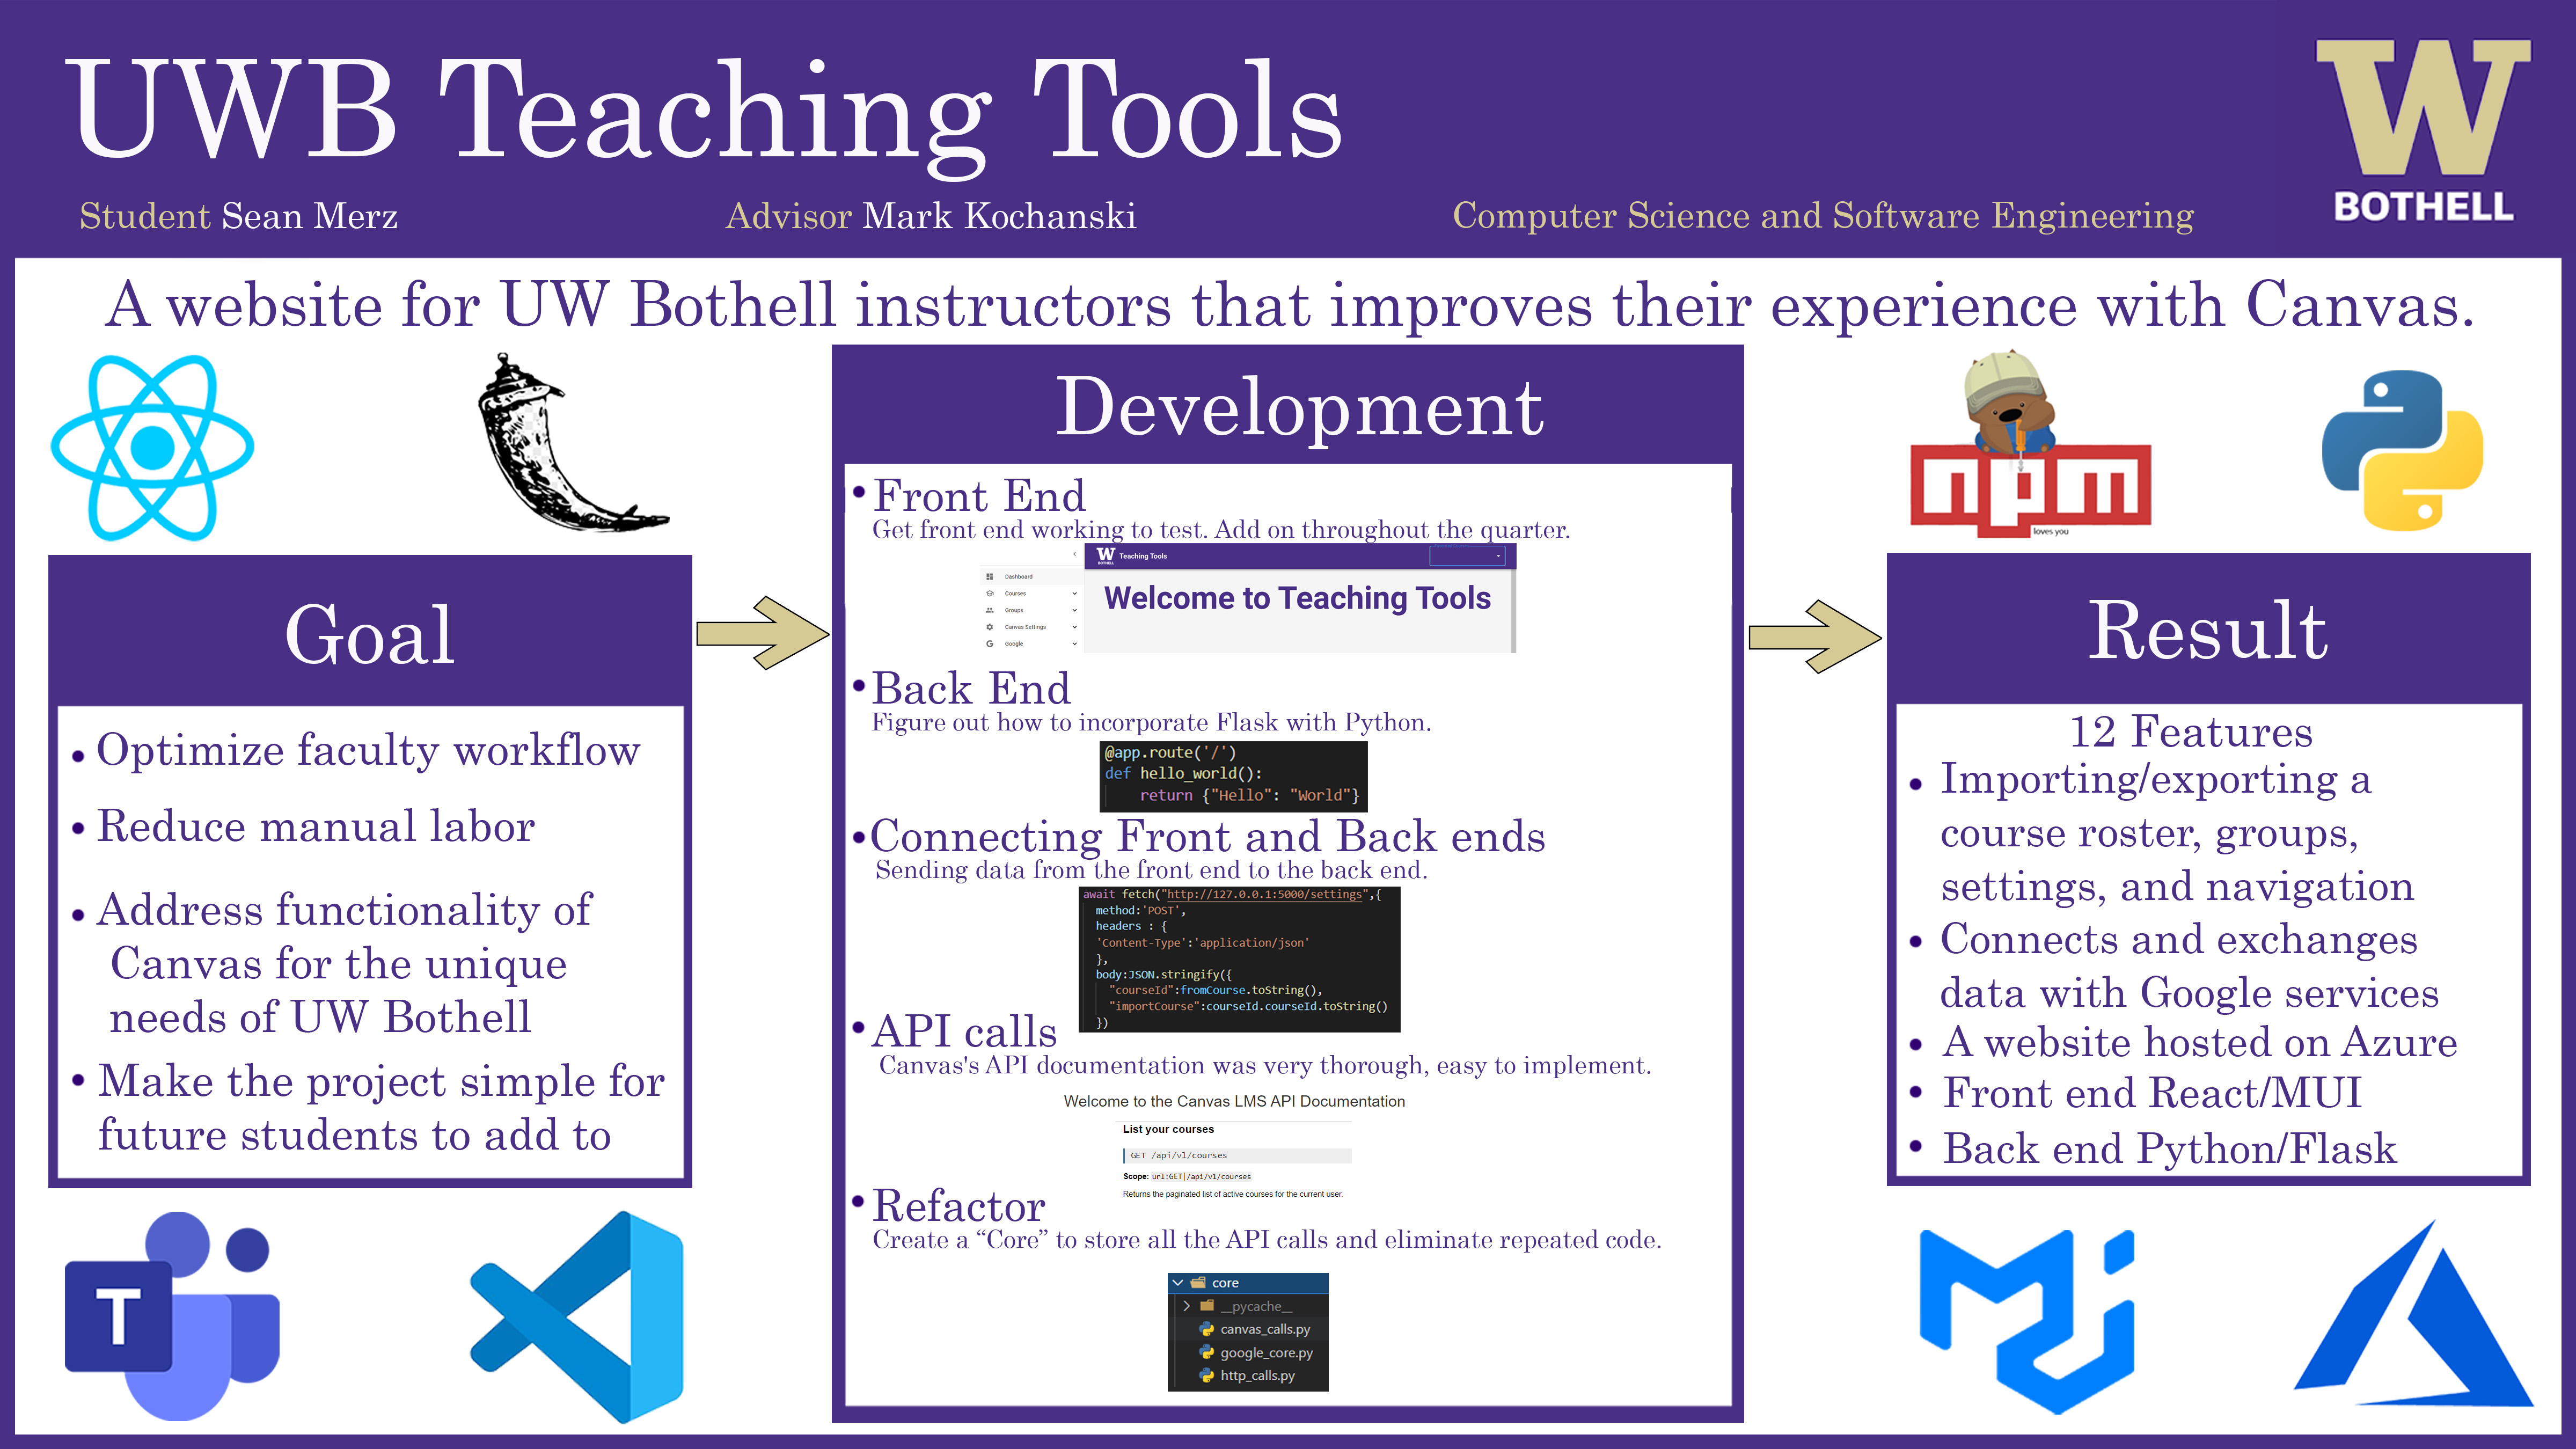 UWB Teaching Tools
W
BOTHELL
Student Sean Merz
Advisor Mark Kochanski
Computer Science and Software Engineering
A website for UW Bothell instructors that improves their experience with Canvas.
Goal
• Optimize faculty workflow
• Reduce manual labor
• Address functionality of
Canvas for the unique
needs of UW Bothell
• Make the project simple for
future students to add to
T
Development
• Front End
Get front end working to test. Add on throughout the quarter.
W
BOTHELL
Teaching Tools
Dashboard
Courses
Groups
Canvas Settings
Google
Welcome to Teaching Tools
• Back End
Figure out how to incorporate Flask with Python.
@app.route('/')
def hello_world():
return {"Hello": "World"}
• Connecting Front and Back ends
Sending data from the front end to the back end.
await fetch("http://127.0.0.1:5000/settings",{
method:'POST',
headers : {
'Content-Type':'application/json'
},
body:JSON.stringify({
"courseId":fromCourse.toString(),
"importCourse":courseId.courseId.toString()
})
• API calls
Canvas's API documentation was very thorough, easy to implement.
Welcome to the Canvas LMS API Documentation
List your courses
GET /api/v1/courses
Scope: url:GET|/api/v1/courses
Returns the paginated list of active courses for the current user.
• Refactor
Create a “Core” to store all the API calls and eliminate repeated code.
core
__pycache__
canvas_calls.py
google_core.py
http_calls.py
npm
loves you
Result
12 Features
• Importing/exporting a
course roster, groups,
settings, and navigation
• Connects and exchanges
data with Google services
• A website hosted on Azure
• Front end React/MUI
• Back end Python/Flask